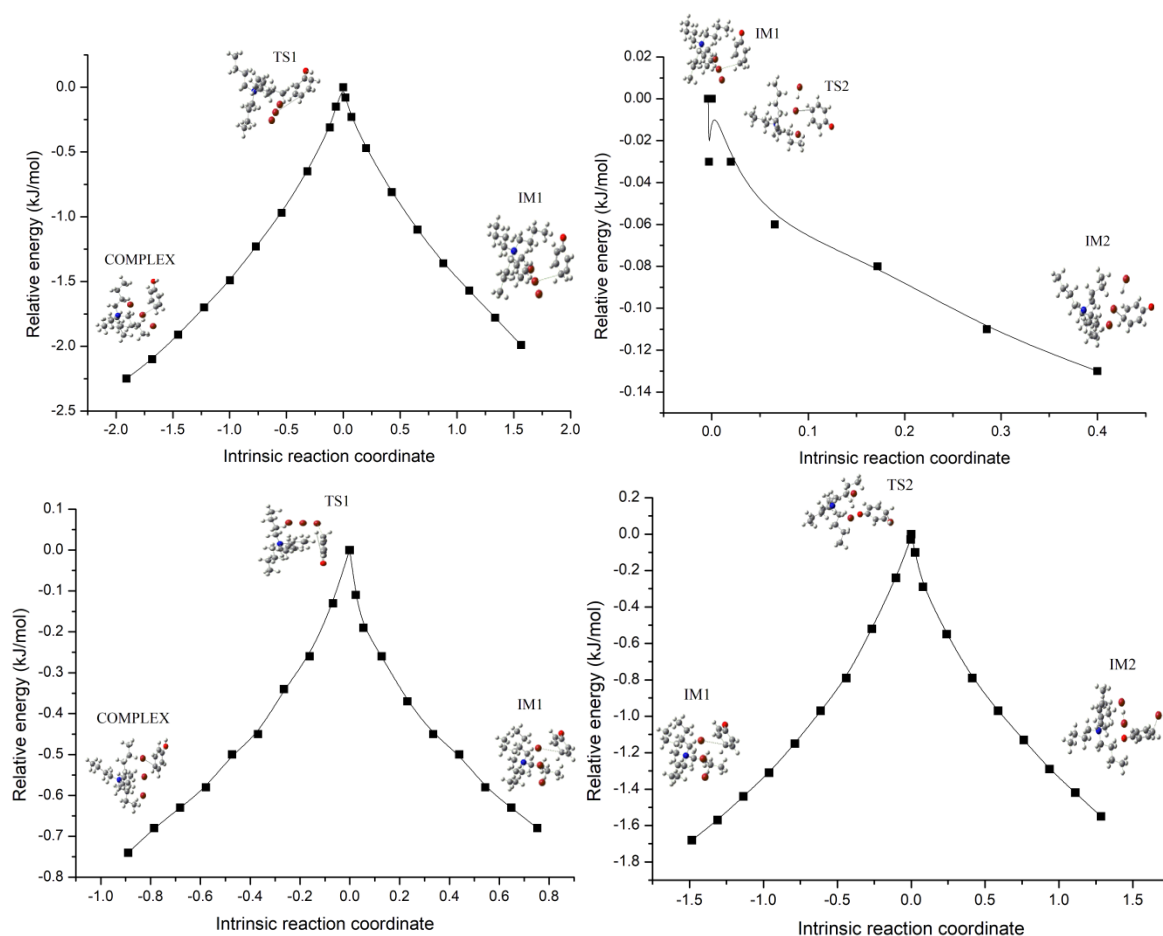 TS1
0.0
-0.5
-1.0
-1.5
-2.0
-2.5
Relative energy (kJ/mol)
COMPLEX
IM1
-2.0 -1.5 -1.0 -0.5 0.0 0.5 1.0 1.5 2.0
Intrinsic reaction coordinate
IM1
TS2
0.02
0.00
-0.02
-0.04
-0.06
-0.08
-0.10
-0.12
-0.14
Relative energy (kJ/mol)
IM2
0.0 0.1 0.2 0.3 0.4
Intrinsic reaction coordinate
TS1
0.1
0.0
-0.1
-0.2
-0.3
-0.4
-0.5
-0.6
-0.7
-0.8
Relative energy (kJ/mol)
COMPLEX
IM1
-1.0 -0.8 -0.6 -0.4 -0.2 0.0 0.2 0.4 0.6 0.8
Intrinsic reaction coordinate
TS2
0.2
0.0
-0.2
-0.4
-0.6
-0.8
-1.0
-1.2
-1.4
-1.6
-1.8
Relative energy (kJ/mol)
IM1
IM2
-1.5 -1.0 -0.5 0.0 0.5 1.0 1.5
Intrinsic reaction coordinate